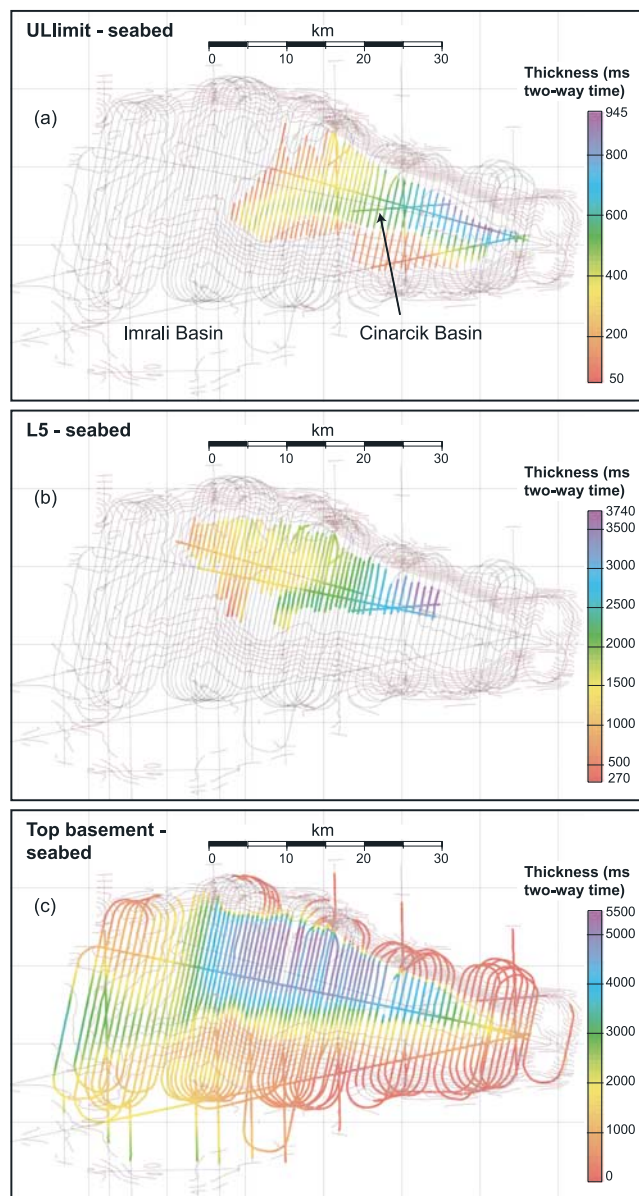 ULlimit - seabed
km
0 10 20 30
Thickness (ms
two-way time)
(a)
945
800
600
400
200
50
Imrali Basin
Cinarcik Basin
L5 - seabed
km
0 10 20 30
Thickness (ms
two-way time)
(b)
3740
3500
3000
2500
2000
1000
500
270
Top basement -
seabed
km
0 10 20 30
Thickness (ms
two-way time)
(c)
5500
5000
4000
3000
2000
1000
0